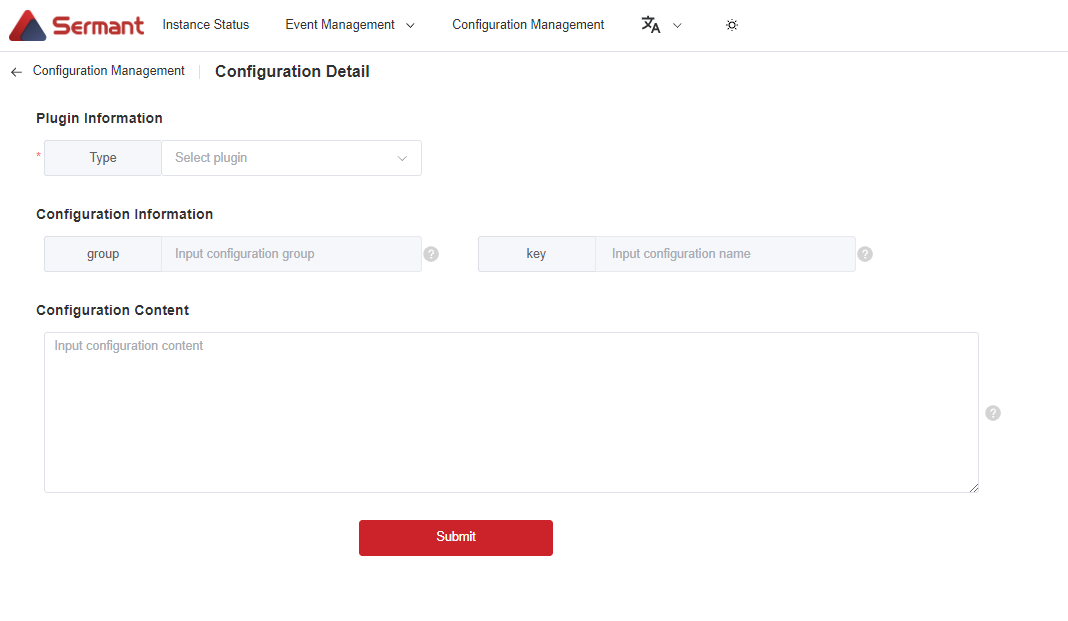 Sermant Instance Status Event Management Configuration Management
Configuration Management Configuration Detail
Plugin Information
* Type Select plugin
Configuration Information
group Input configuration group ? key Input configuration name ?
Configuration Content
Input configuration content
?
Submit